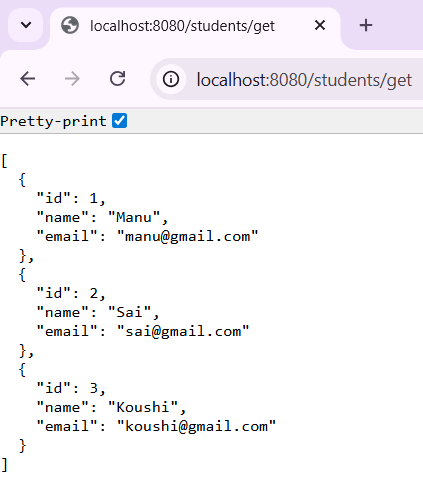 localhost:8080/students/get
localhost:8080/students/get
Pretty-print
[
  {
    "id": 1,
    "name": "Manu",
    "email": "manu@gmail.com"
  },
  {
    "id": 2,
    "name": "Sai",
    "email": "sai@gmail.com"
  },
  {
    "id": 3,
    "name": "Koushi",
    "email": "koushi@gmail.com"
  }
]